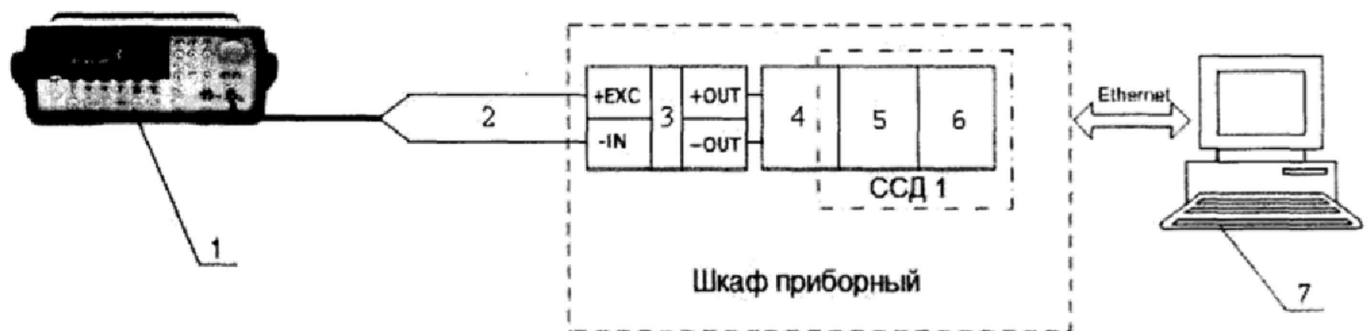 +EXC
+OUT
2
3
4
5
6
-IN
-OUT
Ethernet
ССД 1
1
Шкаф приборный
7